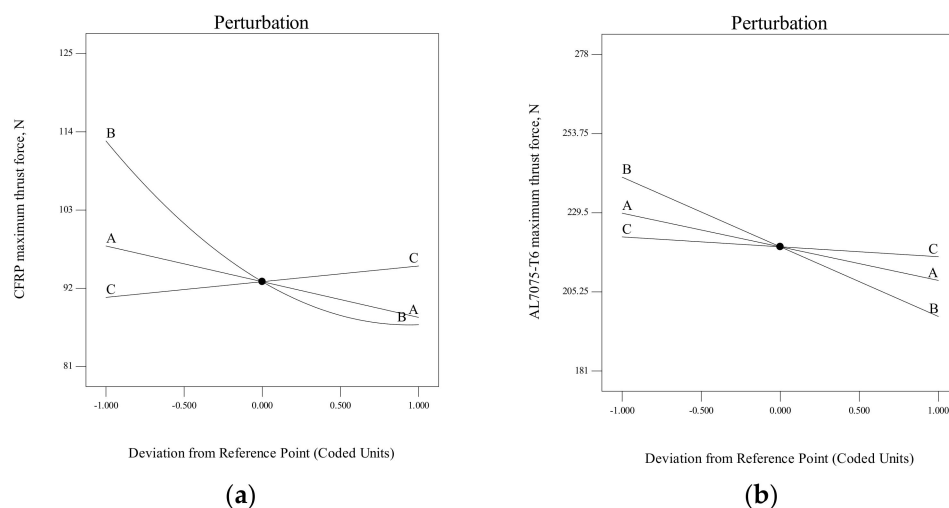 Perturbation
CFRP maximum thrust force, N
125
114
103
92
81
B
A
C
C
A
B
-1.000
-0.500
0.000
0.500
1.000
Deviation from Reference Point (Coded Units)
(a)
Perturbation
AL7075-T6 maximum thrust force, N
278
253.75
229.5
205.25
181
B
A
C
C
A
B
-1.000
-0.500
0.000
0.500
1.000
Deviation from Reference Point (Coded Units)
(b)